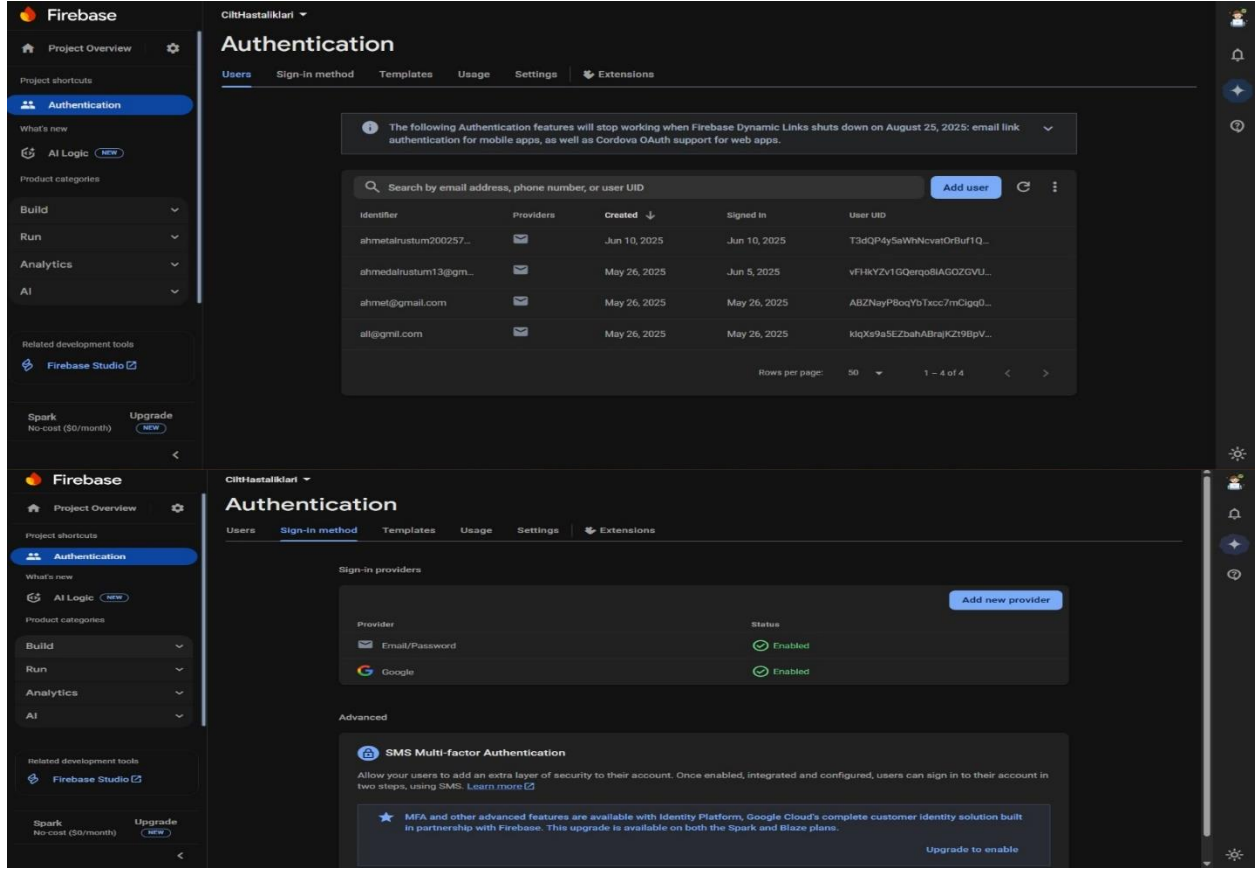 Firebase
Project Overview
Project shortcuts
Authentication
What's new
AI Logic NEW
Product categories
Build
Run
Analytics
AI
Related development tools
Firebase Studio
Spark
No-cost ($0/month)
Upgrade
NEW
CiltHastaliklari
Authentication
Users Sign-in method Templates Usage Settings Extensions
The following Authentication features will stop working when Firebase Dynamic Links shuts down on August 25, 2025: email link
authentication for mobile apps, as well as Cordova OAuth support for web apps.
Search by email address, phone number, or user UID
Add user
Identifier Providers Created Signed In User UID
ahmetalrustum200257... Jun 10, 2025 Jun 10, 2025
ahmedalrustum13@gm... May 26, 2025 Jun 5, 2025
ahmet@gmail.com May 26, 2025 May 26, 2025
ali@gmil.com May 26, 2025 May 26, 2025
Rows per page: 50 1 – 4 of 4
Firebase
Project Overview
Project shortcuts
Authentication
What's new
AI Logic NEW
Product categories
Build
Run
Analytics
AI
Related development tools
Firebase Studio
Spark
No-cost ($0/month)
Upgrade
NEW
CiltHastaliklari
Authentication
Users Sign-in method Templates Usage Settings Extensions
Sign-in providers
Add new provider
Provider Status
Email/Password Enabled
Google Enabled
Advanced
SMS Multi-factor Authentication
Allow your users to add an extra layer of security to their account. Once enabled, integrated and configured, users can sign in to their account in
two steps, using SMS. Learn more
MFA and other advanced features are available with Identity Platform, Google Cloud's complete customer identity solution built
in partnership with Firebase. This upgrade is available on both the Spark and Blaze plans.
Upgrade to enable